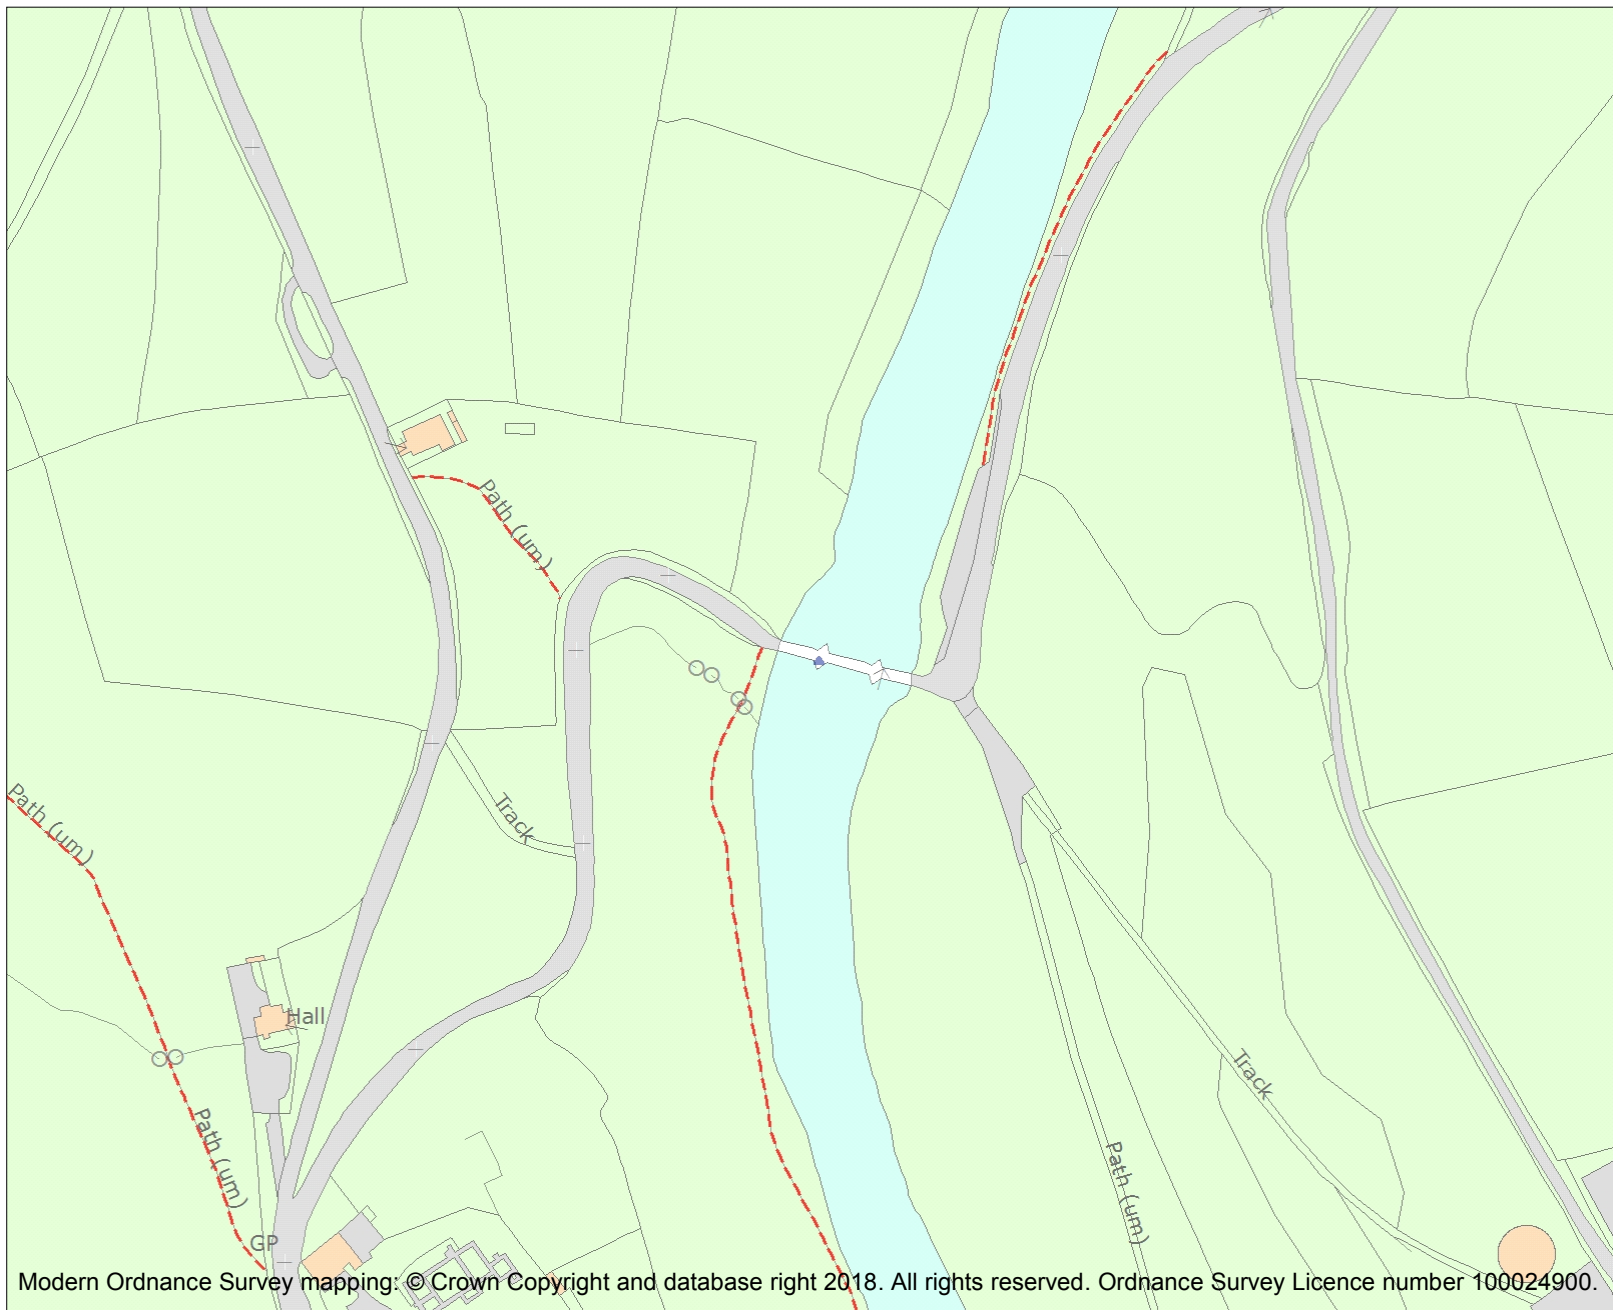 Path (um)
Path (um)
Track
Hall
Path (um)
Track
Path (um)
GP
Modern Ordnance Survey mapping: © Crown Copyright and database right 2018. All rights reserved. Ordnance Survey Licence number 100024900.